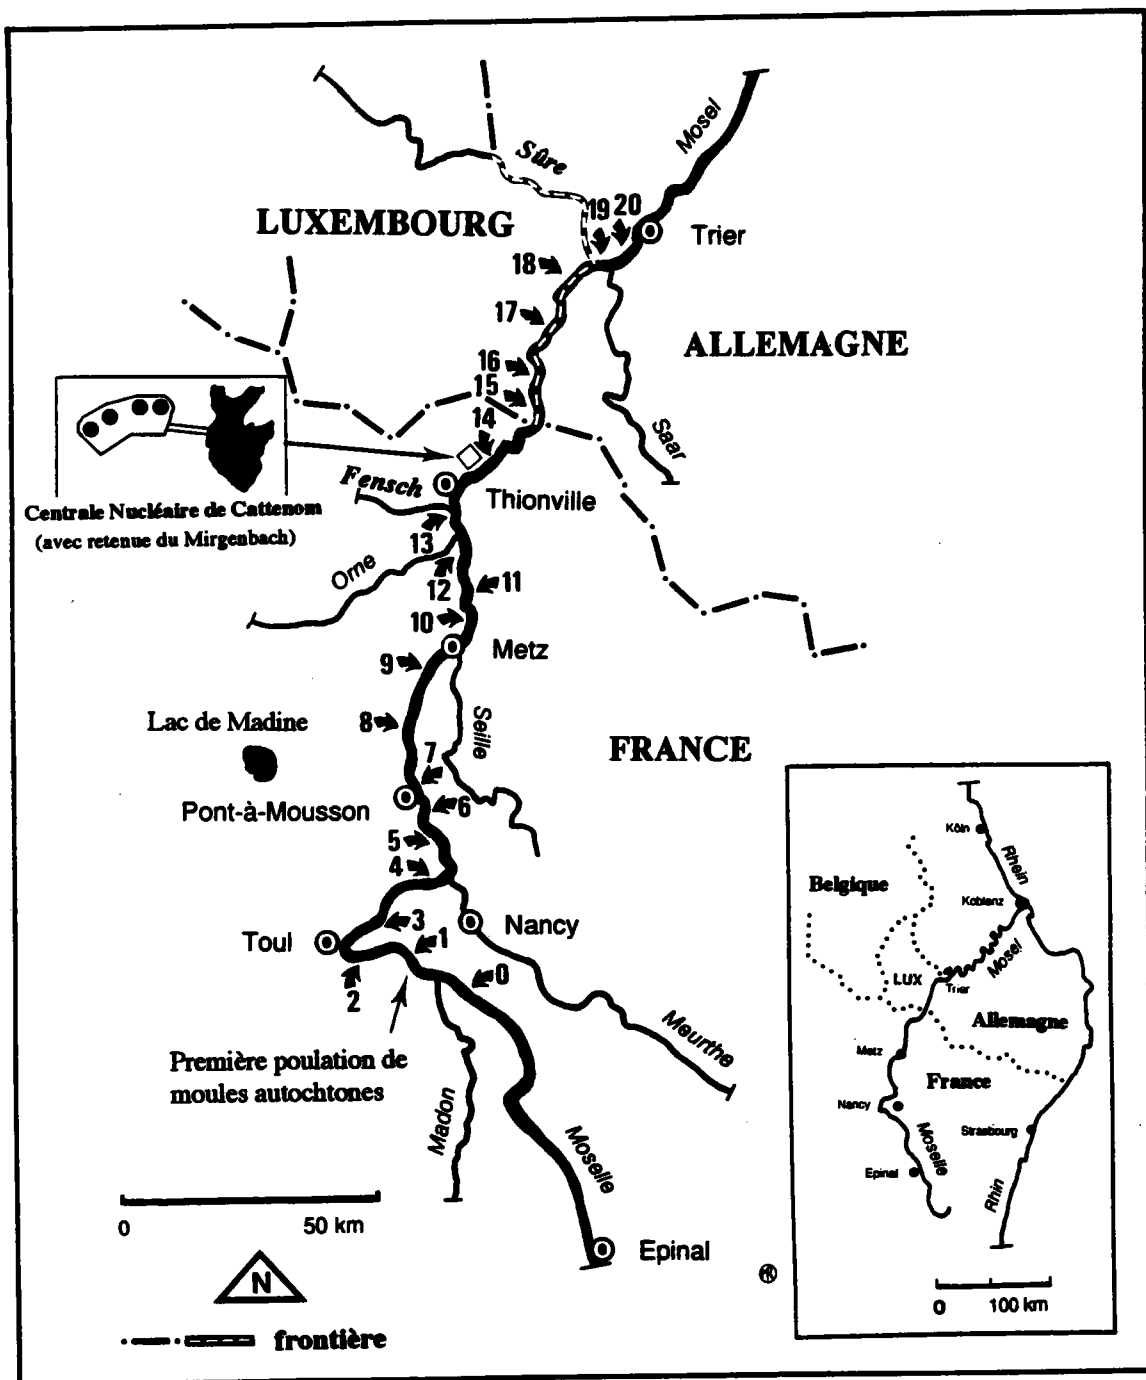 Mosel
Sûre
19
20
LUXEMBOURG
Trier
18
17
ALLEMAGNE
16
15
14
Saar
Fensch
Thionville
Centrale Nucléaire de Cattenom
(avec retenue du Mirgenbach)
13
Orne
12
11
10
Metz
9
Lac de Madine
8
Seille
FRANCE
7
Pont-à-Mousson
6
5
4
3
Nancy
Toul
1
0
2
Meurthe
Première poulation de
moules autochtones
Madon
Moselle
0
50 km
Epinal
N
frontière
Köln
Rhein
Belgique
Koblenz
Mosel
LUX
Trier
Allemagne
Metz
France
Nancy
Strasbourg
Moselle
Epinal
Rhin
0
100 km